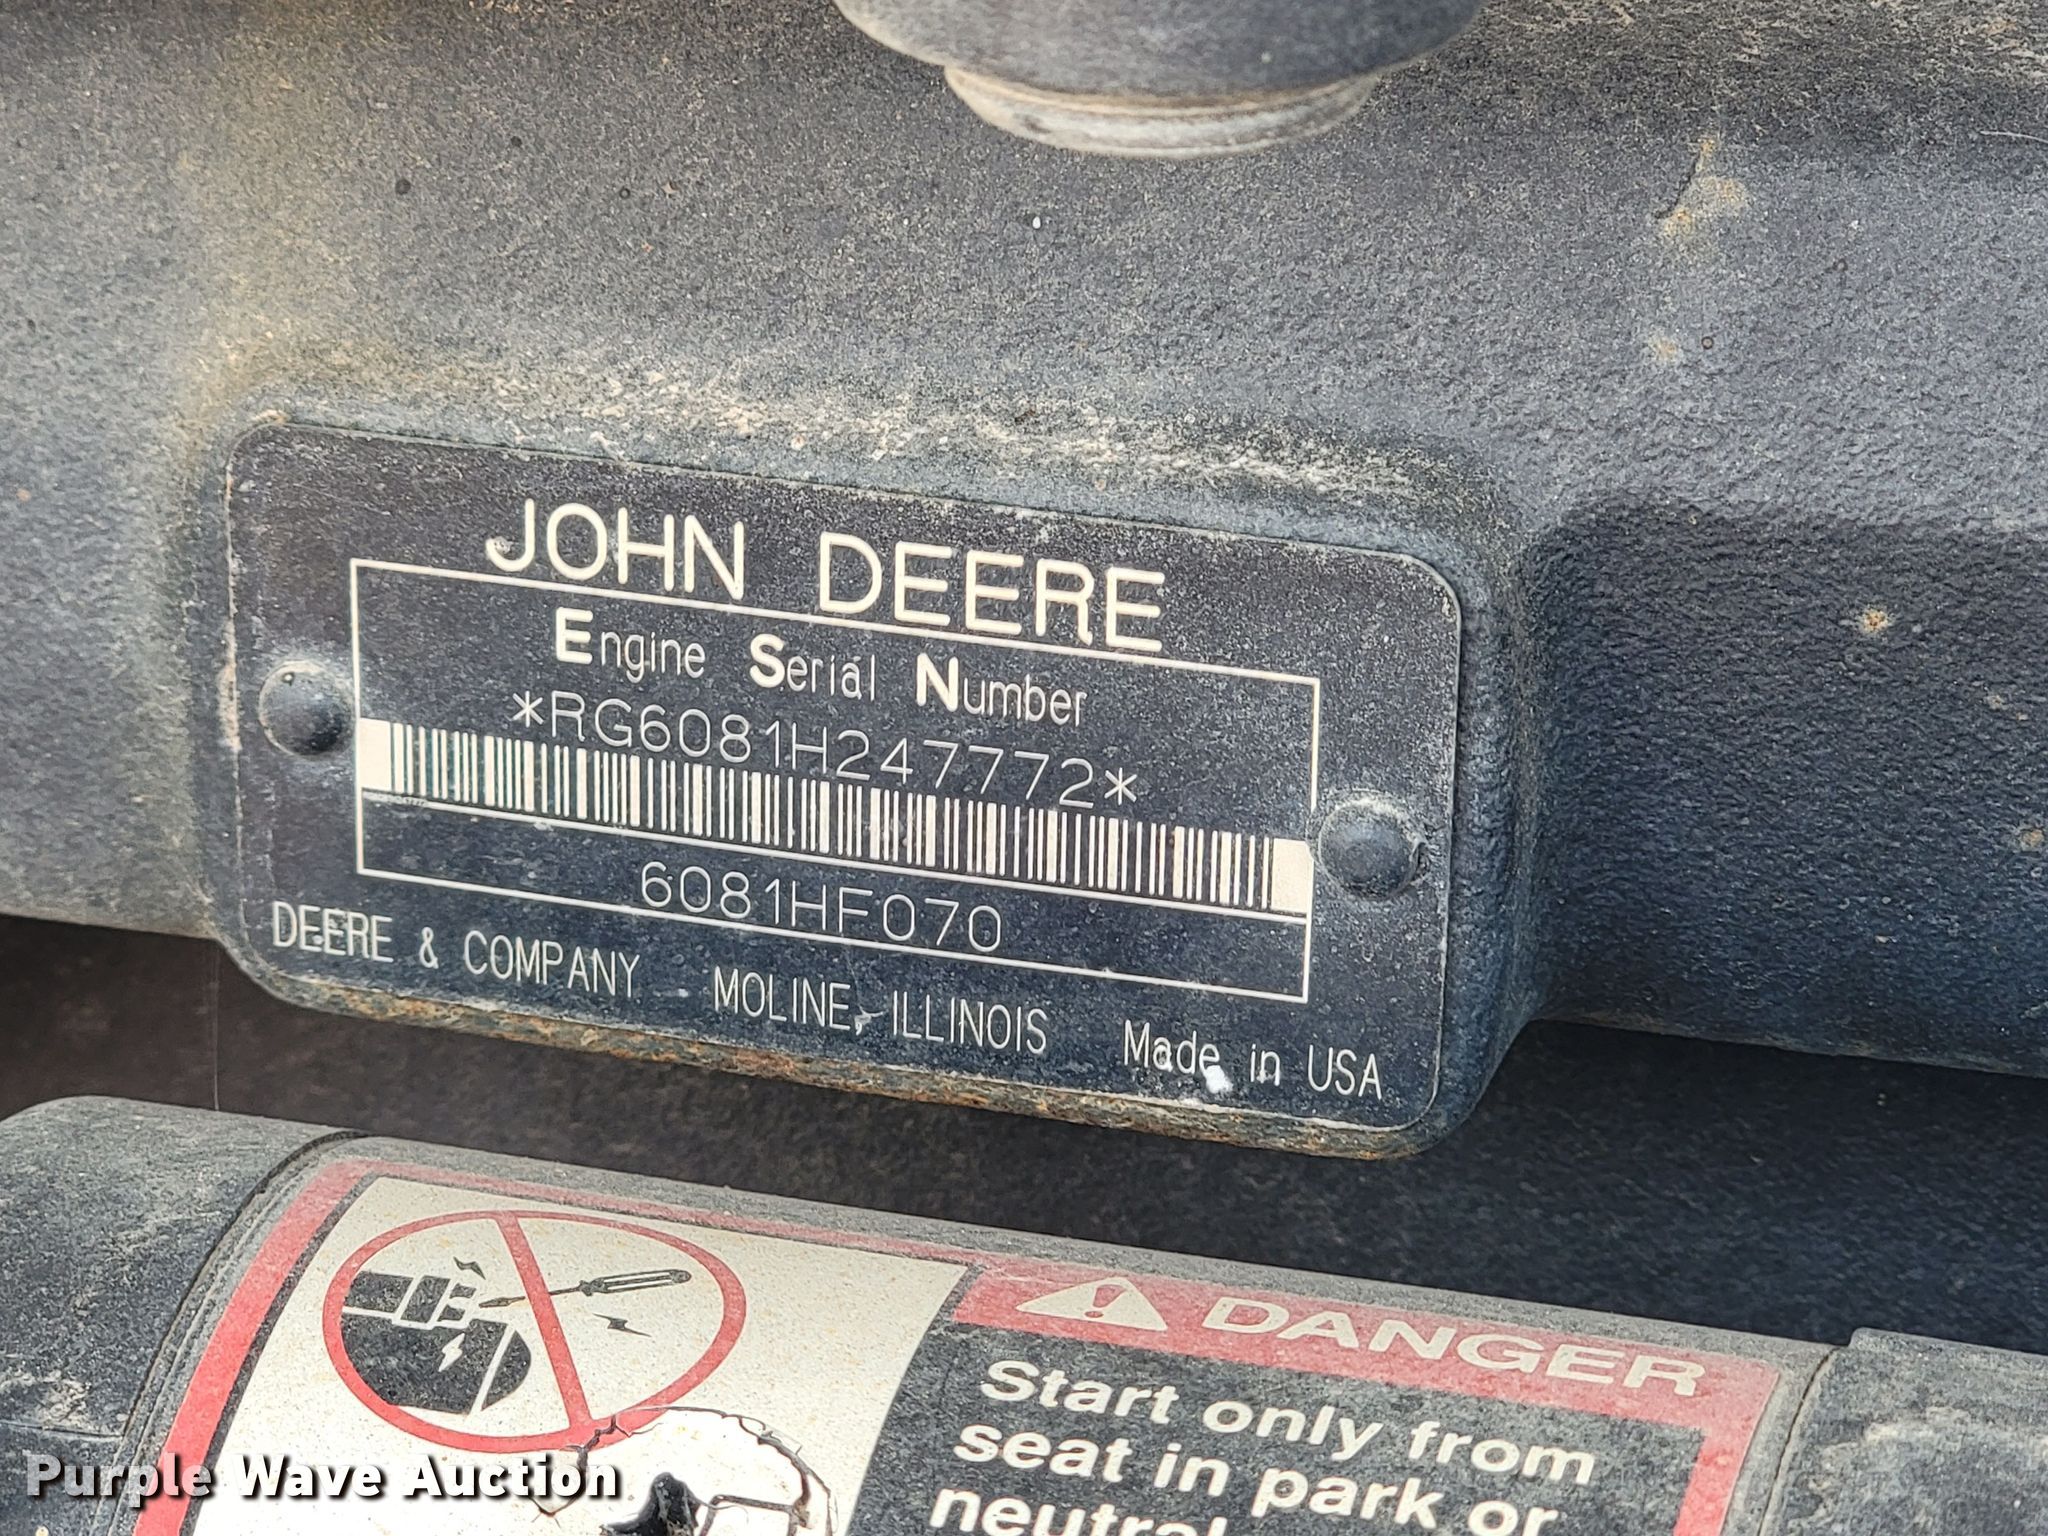 JOHN DEERE
Engine Serial Number
*RG6081H247772*
6081HF070
DEERE & COMPANY MOLINE, ILLINOIS Made in USA
DANGER
Start only from
seat in park or
neutral
Purple Wave Auction